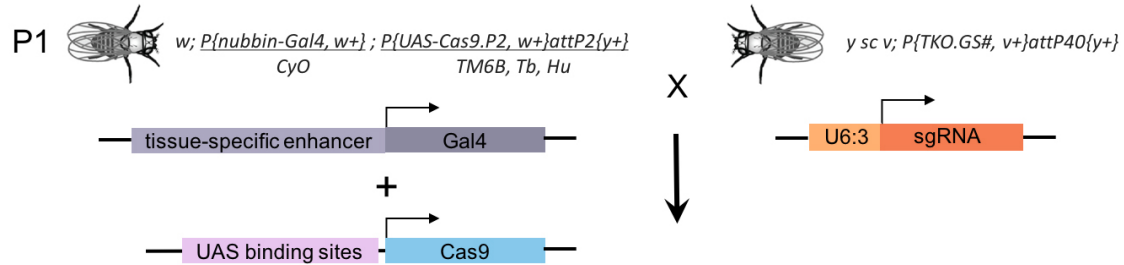 P1
w; P{nubbin-Gal4, w+} ; P{UAS-Cas9.P2, w+}attP2{y+}
CyO TM6B, Tb, Hu
X
y sc v; P{TKO.GS#, v+}attP40{y+}
tissue-specific enhancer Gal4
U6:3 sgRNA
+
UAS binding sites Cas9